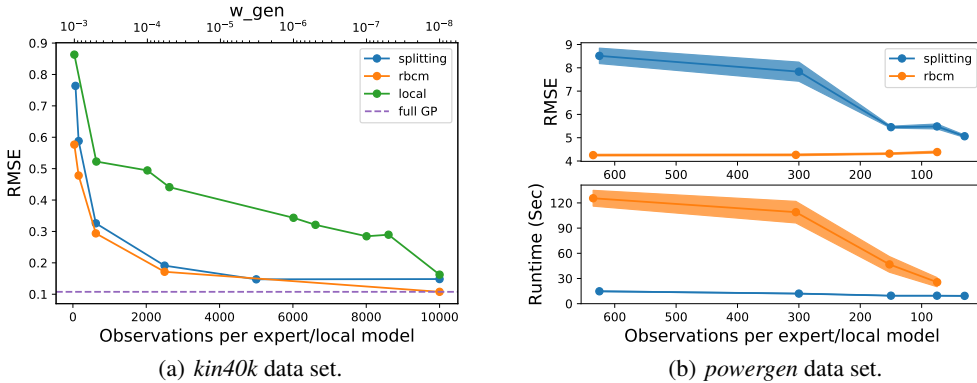 w_gen
10⁻³ 10⁻⁴ 10⁻⁵ 10⁻⁶ 10⁻⁷ 10⁻⁸
0.9
0.8
0.7
0.6
0.5
0.4
0.3
0.2
0.1
RMSE
splitting
rbcm
local
full GP
0 2000 4000 6000 8000 10000
Observations per expert/local model
(a) kin40k data set.
9
8
7
6
5
4
RMSE
splitting
rbcm
600 500 400 300 200 100
120
90
60
30
0
Runtime (Sec)
600 500 400 300 200 100
Observations per expert/local model
(b) powergen data set.